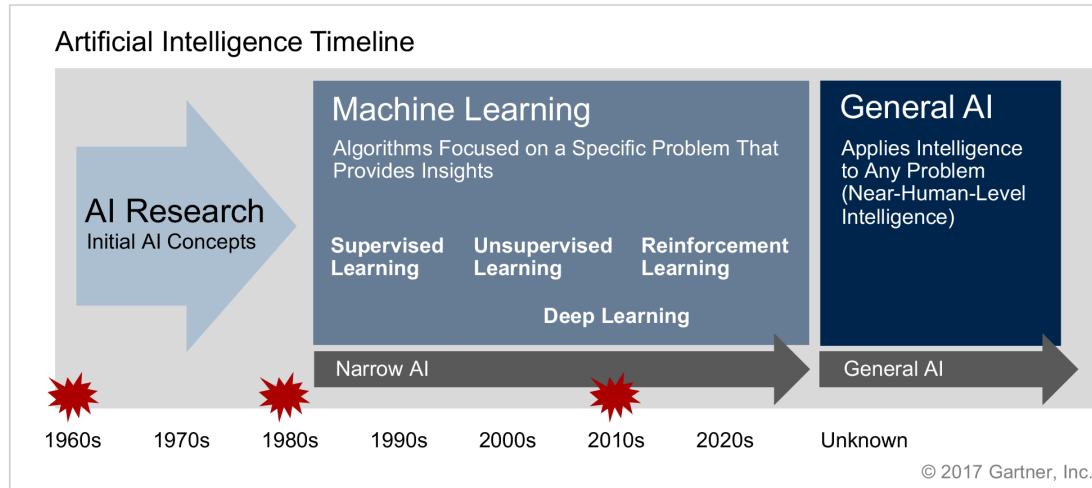 Artificial Intelligence Timeline
AI Research
Initial AI Concepts
Machine Learning
Algorithms Focused on a Specific Problem That
Provides Insights
Supervised
Learning
Unsupervised
Learning
Reinforcement
Learning
Deep Learning
Narrow AI
General AI
Applies Intelligence
to Any Problem
(Near-Human-Level
Intelligence)
General AI
1960s 1970s 1980s 1990s 2000s 2010s 2020s Unknown
© 2017 Gartner, Inc.